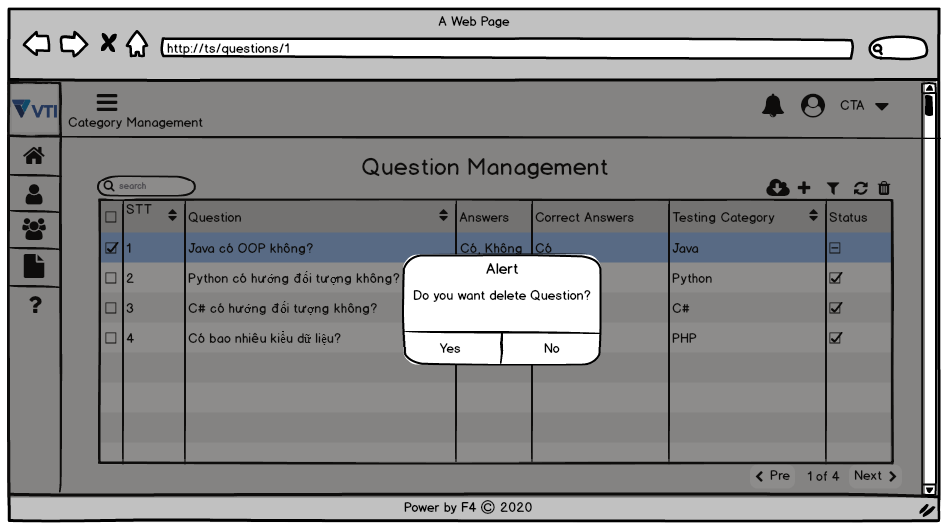 A Web Page
http://ts/questions/1
VTI
CTA
Category Management
Question Management
search
STT Question Answers Correct Answers Testing Category Status
1 Java có OOP không? Có, Không Có Java
2 Python có hướng đối tượng không? Python
3 C# có hướng đối tượng không? C#
4 Có bao nhiêu kiểu dữ liệu? PHP
Alert
Do you want delete Question?
Yes No
?
Pre 1 of 4 Next
Power by F4 © 2020